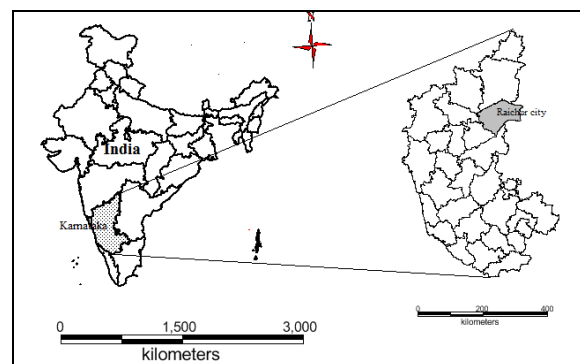 N
India
Raichur city
Karnataka
0 1,500 3,000
kilometers
0 200 400
kilometers